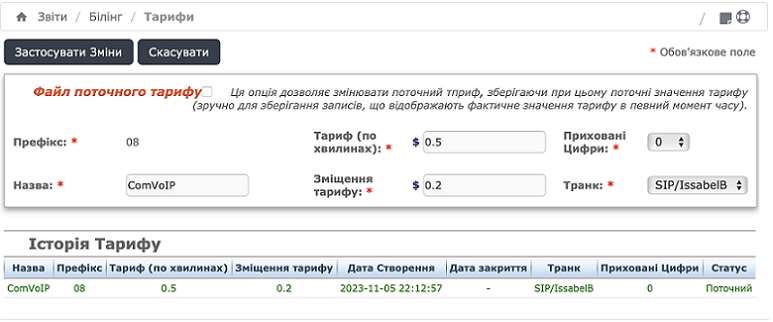 Звіти / Білінг / Тарифи /
Застосувати Зміни Скасувати * Обов'язкове поле
Файл поточного тарифу Ця опція дозволяє змінювати поточний тприф, зберігаючи при цьому поточні значення тарифу
(зручно для зберігання записів, що відображають фактичне значення тарифу в певний момент часу).
Префікс: * 08 Тариф (по хвилинах): * $ 0.5 Приховані Цифри: * 0
Назва: * ComVoIP Зміщення тарифу: * $ 0.2 Транк: * SIP/IssabelB
Історія Тарифу
Назва Префікс Тариф (по хвилинах) Зміщення тарифу Дата Створення Дата закриття Транк Приховані Цифри Статус
ComVoIP 08 0.5 0.2 2023-11-05 22:12:57 - SIP/IssabelB 0 Поточний